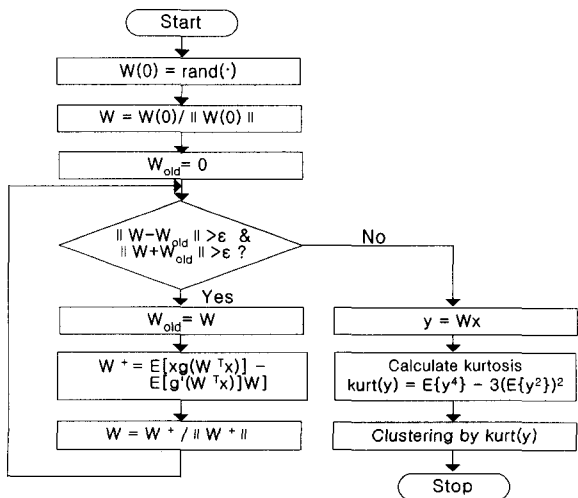 Start
W(0) = rand(·)
W = W(0)/ ॥ W(0) ॥
W_old = 0
॥ W-W_old ॥ >ε &
॥ W+W_old ॥ >ε ?
No
Yes
W_old = W
W⁺ = E[xg(Wᵀx)] -
E[g'(Wᵀx)]W]
W = W⁺ / ॥ W⁺ ॥
y = Wx
Calculate kurtosis
kurt(y) = E{y⁴} - 3(E{y²})²
Clustering by kurt(y)
Stop